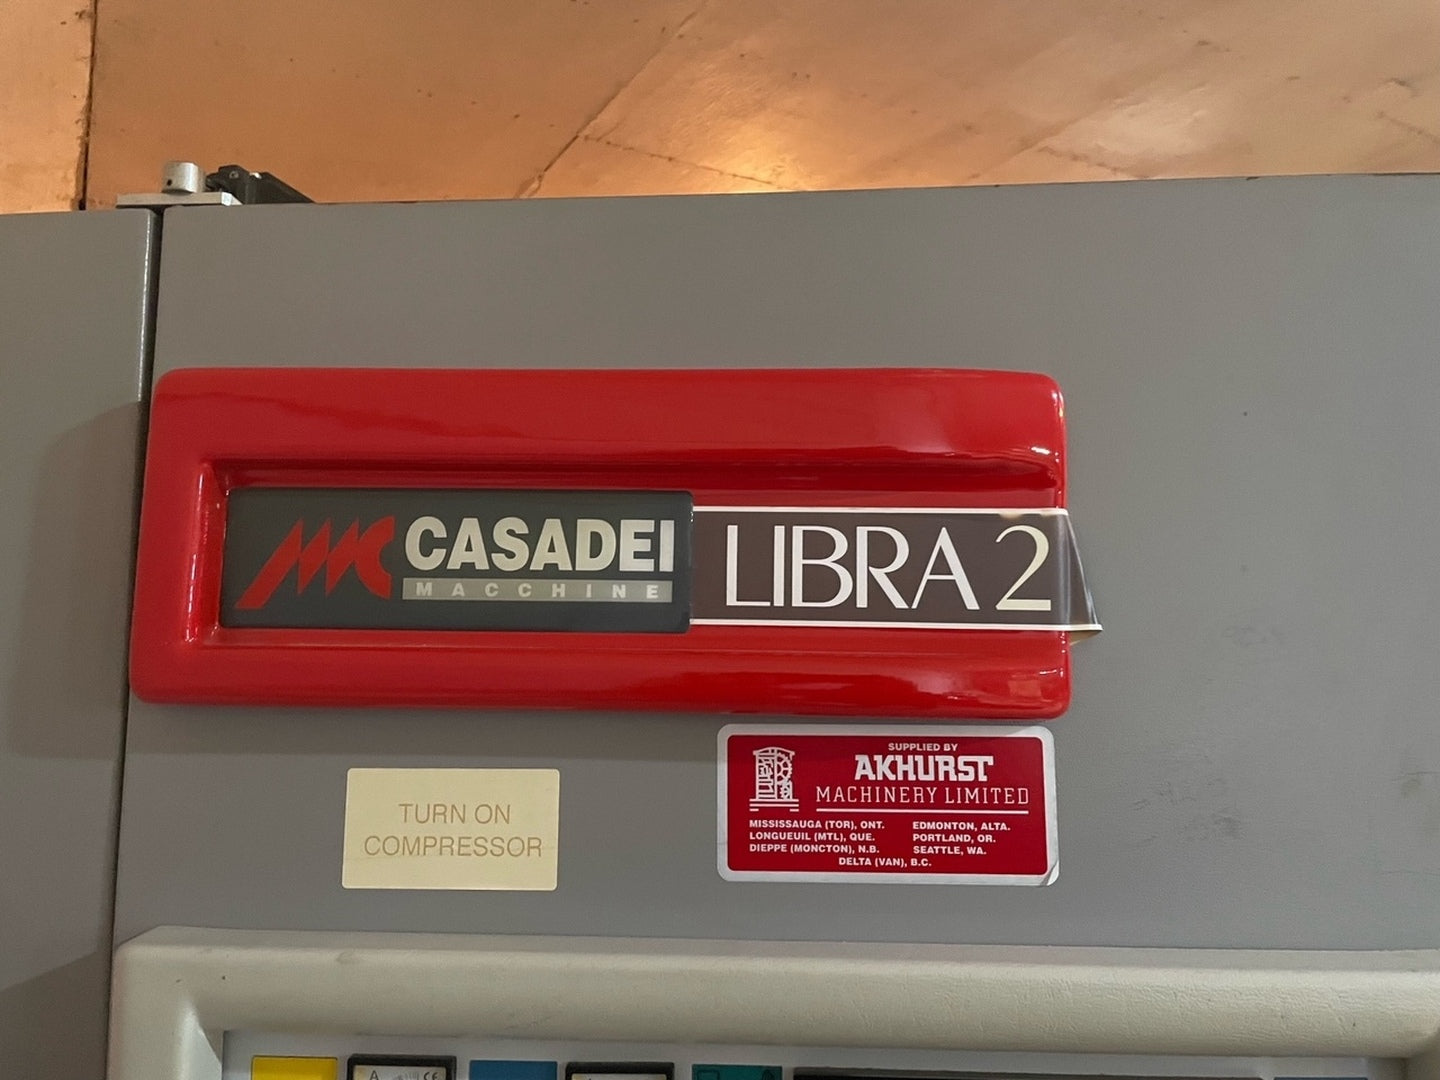 CASADEI
MACCHINE
LIBRA 2
TURN ON
COMPRESSOR
SUPPLIED BY
AKHURST
MACHINERY LIMITED
MISSISSAUGA (TOR), ONT. EDMONTON, ALTA.
LONGUEUIL (MTL), QUE. PORTLAND, OR.
DIEPPE (MONCTON), N.B. SEATTLE, WA.
DELTA (VAN), B.C.
A CE